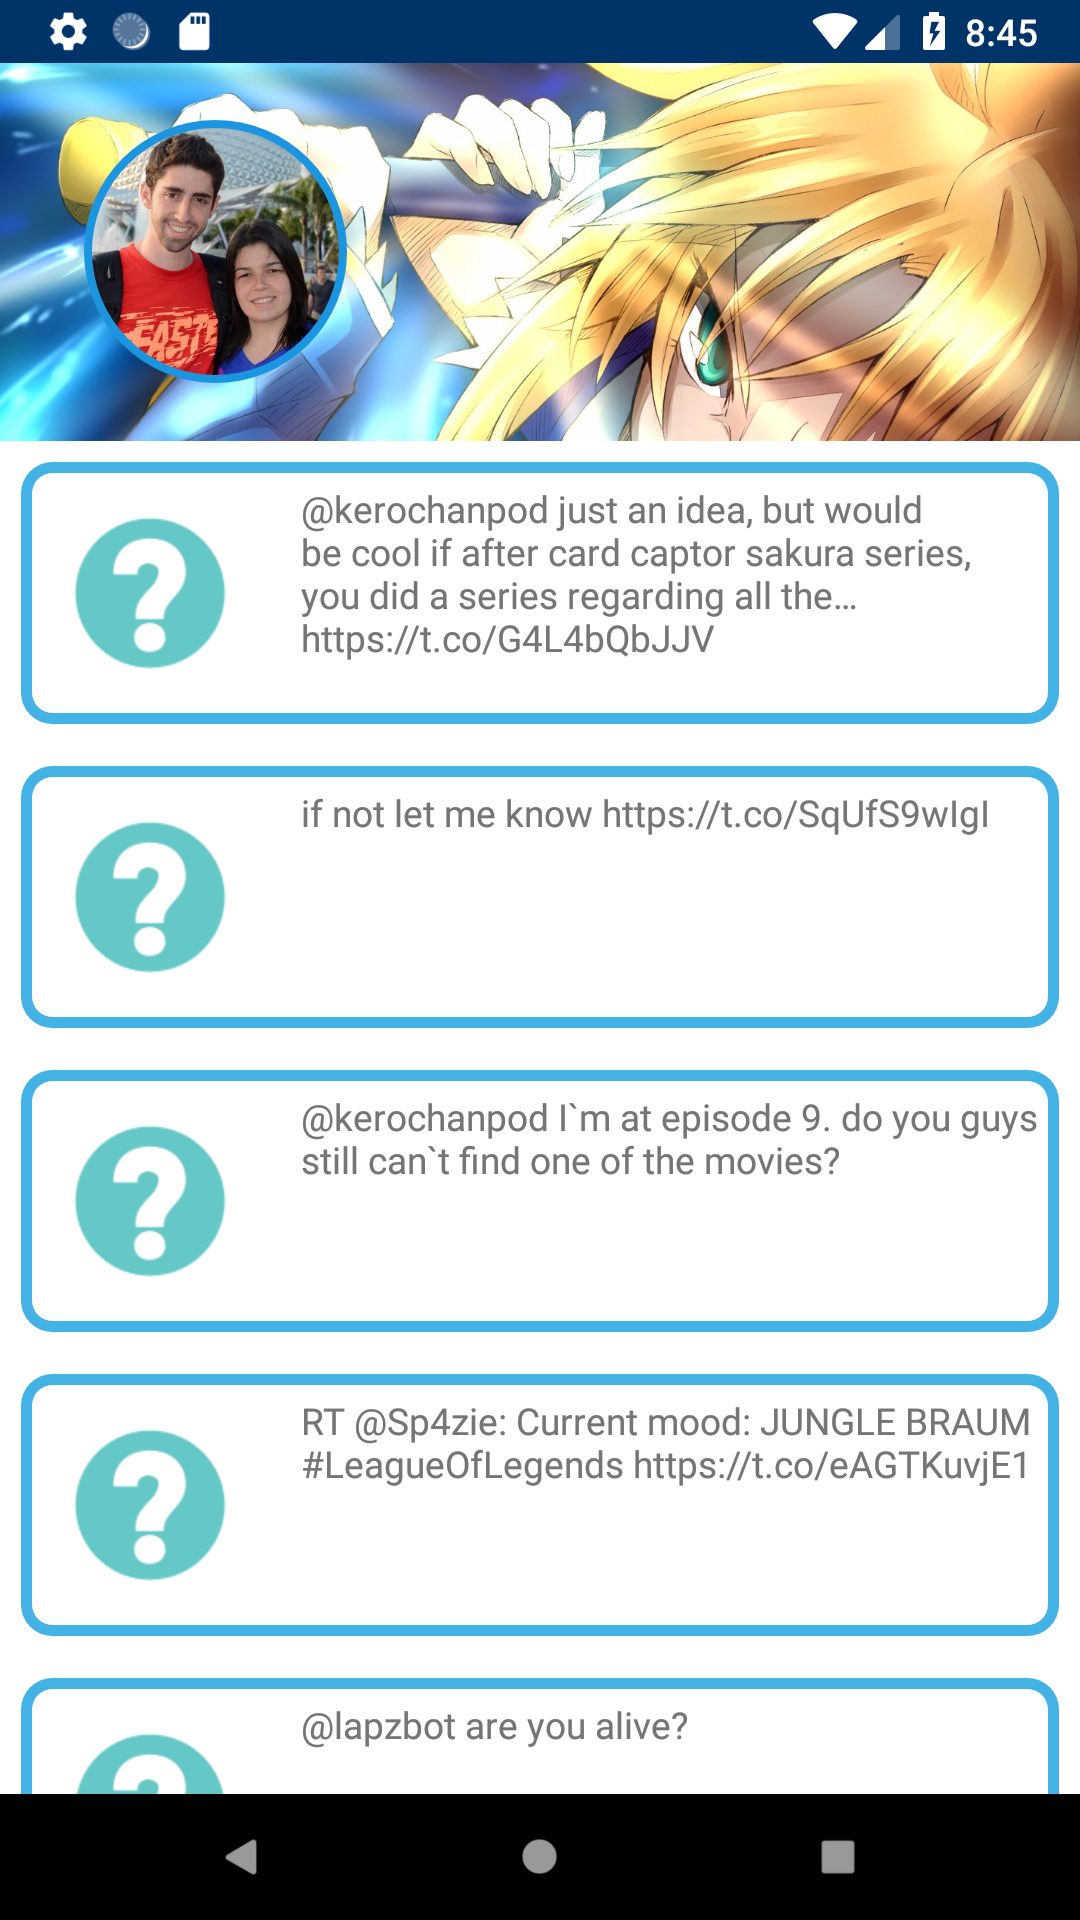 8:45
EASTE
@kerochanpod just an idea, but would
be cool if after card captor sakura series,
you did a series regarding all the…
https://t.co/G4L4bQbJJV
if not let me know https://t.co/SqUfS9wIgI
@kerochanpod I`m at episode 9. do you guys
still can`t find one of the movies?
RT @Sp4zie: Current mood: JUNGLE BRAUM
#LeagueOfLegends https://t.co/eAGTKuvjE1
@lapzbot are you alive?